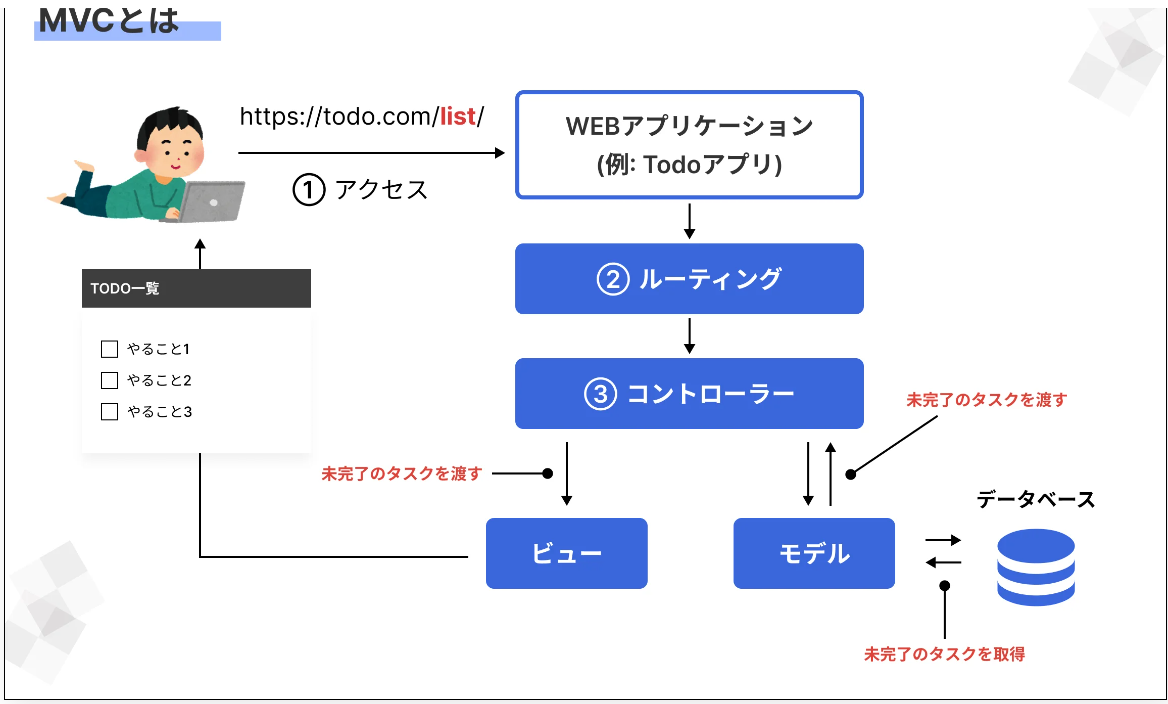 MVCとは
https://todo.com/list/
① アクセス
WEBアプリケーション
(例: Todoアプリ)
② ルーティング
③ コントローラー
TODO一覧
やること1
やること2
やること3
未完了のタスクを渡す
未完了のタスクを渡す
ビュー
モデル
データベース
未完了のタスクを取得